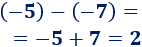 (−5) − (−7) =
= −5 + 7 = 2